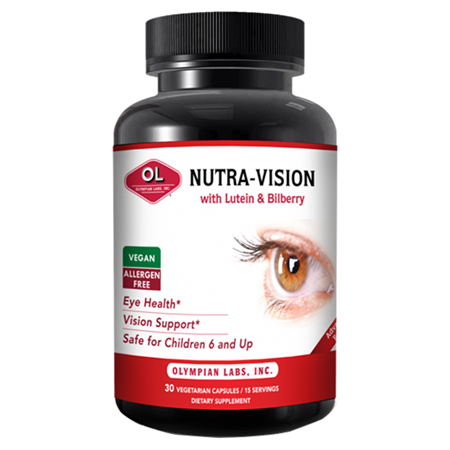 OL
OLYMPIAN LABS, INC.
NUTRA-VISION
with Lutein & Bilberry
VEGAN
ALLERGEN
FREE
Eye Health*
Vision Support*
Safe for Children 6 and Up
OLYMPIAN LABS, INC.
30 VEGETARIAN CAPSULES / 15 SERVINGS
DIETARY SUPPLEMENT